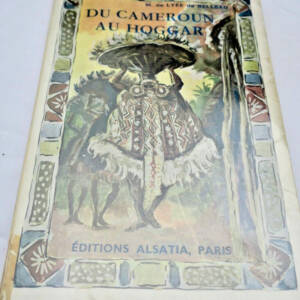 M. de LYÉE de BELLEAU
DU CAMEROUN
AU HOGGAR
ÉDITIONS ALSATIA, PARIS